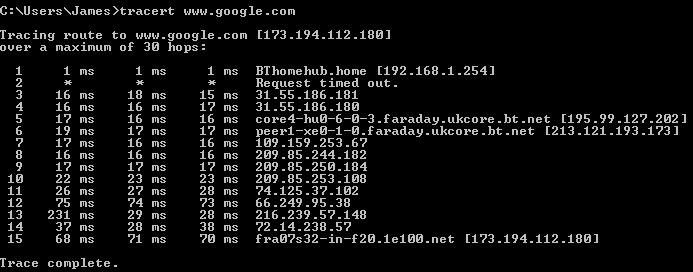 C:\Users\James>tracert www.google.com
Tracing route to www.google.com [173.194.112.180]
over a maximum of 30 hops:
1 1 ms 1 ms 1 ms BThomehub.home [192.168.1.254]
2 * * * Request timed out.
3 16 ms 18 ms 15 ms 31.55.186.181
4 16 ms 16 ms 17 ms 31.55.186.180
5 17 ms 16 ms 16 ms core4-hu0-6-0-3.faraday.ukcore.bt.net [195.99.127.202]
6 19 ms 17 ms 17 ms peer1-xe0-1-0.faraday.ukcore.bt.net [213.121.193.173]
7 17 ms 16 ms 16 ms 109.159.253.67
8 16 ms 16 ms 16 ms 209.85.244.182
9 17 ms 17 ms 17 ms 209.85.250.184
10 22 ms 23 ms 23 ms 209.85.253.108
11 26 ms 27 ms 28 ms 74.125.37.102
12 75 ms 74 ms 73 ms 66.249.95.38
13 231 ms 29 ms 28 ms 216.239.57.148
14 37 ms 28 ms 38 ms 72.14.238.57
15 68 ms 71 ms 70 ms fra07s32-in-f20.1e100.net [173.194.112.180]
Trace complete.